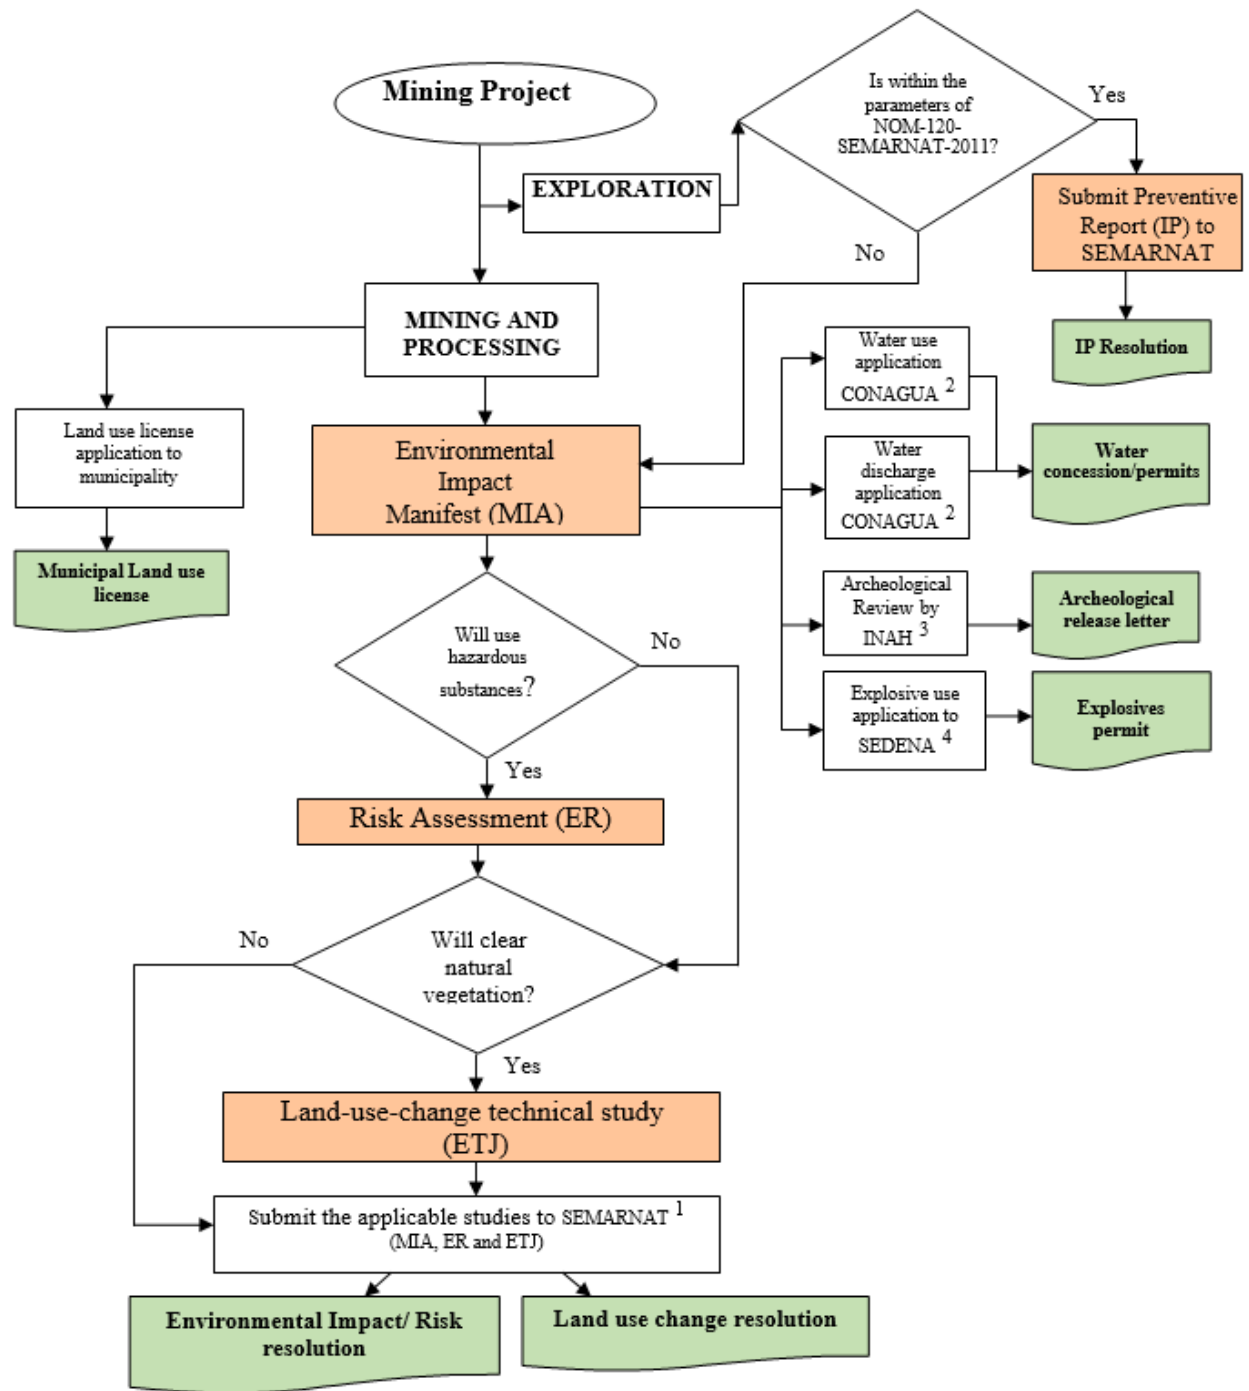 Mining Project
Is within the
parameters of
NOM-120-
SEMARNAT-2011?
Yes
EXPLORATION
Submit Preventive
Report (IP) to
SEMARNAT
No
MINING AND
PROCESSING
IP Resolution
Water use
application
CONAGUA 2
Land use license
application to
municipality
Environmental
Impact
Manifest (MIA)
Water
discharge
application
CONAGUA 2
Water
concession/permits
Municipal Land use
license
Archeological
Review by
INAH 3
Archeological
release letter
Will use
hazardous
substances?
No
Explosive use
application to
SEDENA 4
Explosives
permit
Yes
Risk Assessment (ER)
No
Will clear
natural
vegetation?
Yes
Land-use-change technical study
(ETJ)
Submit the applicable studies to SEMARNAT 1
(MIA, ER and ETJ)
Environmental Impact/ Risk
resolution
Land use change resolution